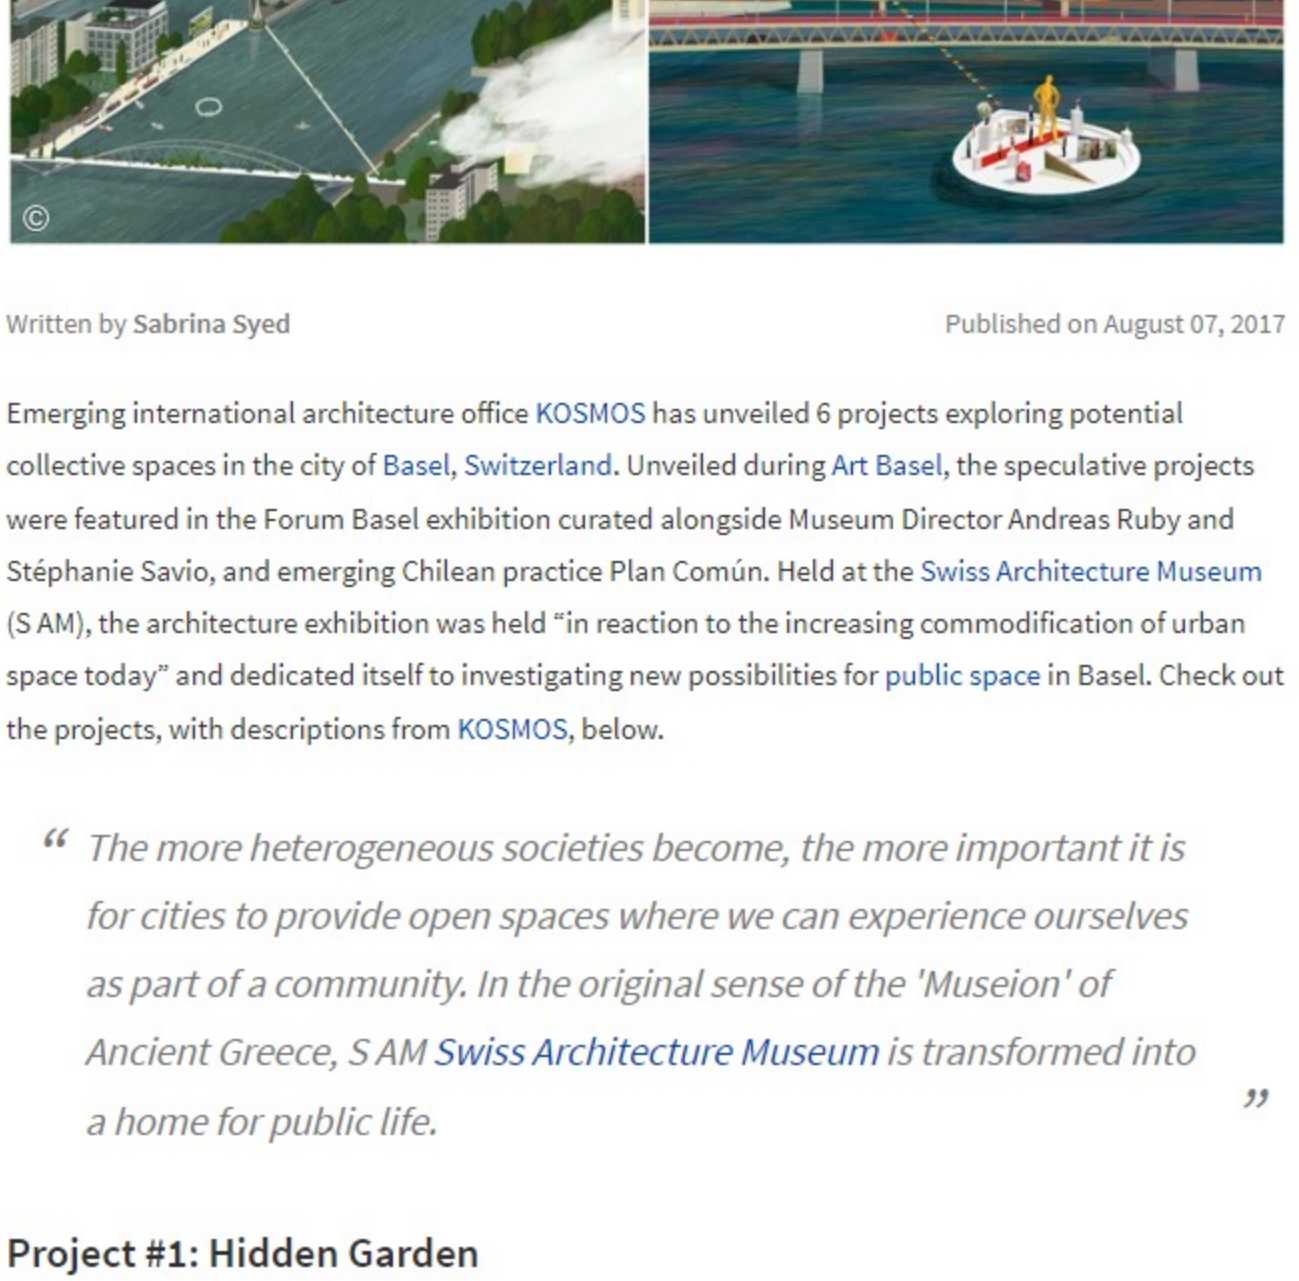 ©
Written by Sabrina Syed
Published on August 07, 2017
Emerging international architecture office KOSMOS has unveiled 6 projects exploring potential
collective spaces in the city of Basel, Switzerland. Unveiled during Art Basel, the speculative projects
were featured in the Forum Basel exhibition curated alongside Museum Director Andreas Ruby and
Stéphanie Savio, and emerging Chilean practice Plan Común. Held at the Swiss Architecture Museum
(S AM), the architecture exhibition was held “in reaction to the increasing commodification of urban
space today” and dedicated itself to investigating new possibilities for public space in Basel. Check out
the projects, with descriptions from KOSMOS, below.
“ The more heterogeneous societies become, the more important it is
for cities to provide open spaces where we can experience ourselves
as part of a community. In the original sense of the 'Museion' of
Ancient Greece, S AM Swiss Architecture Museum is transformed into
a home for public life. ”
Project #1: Hidden Garden